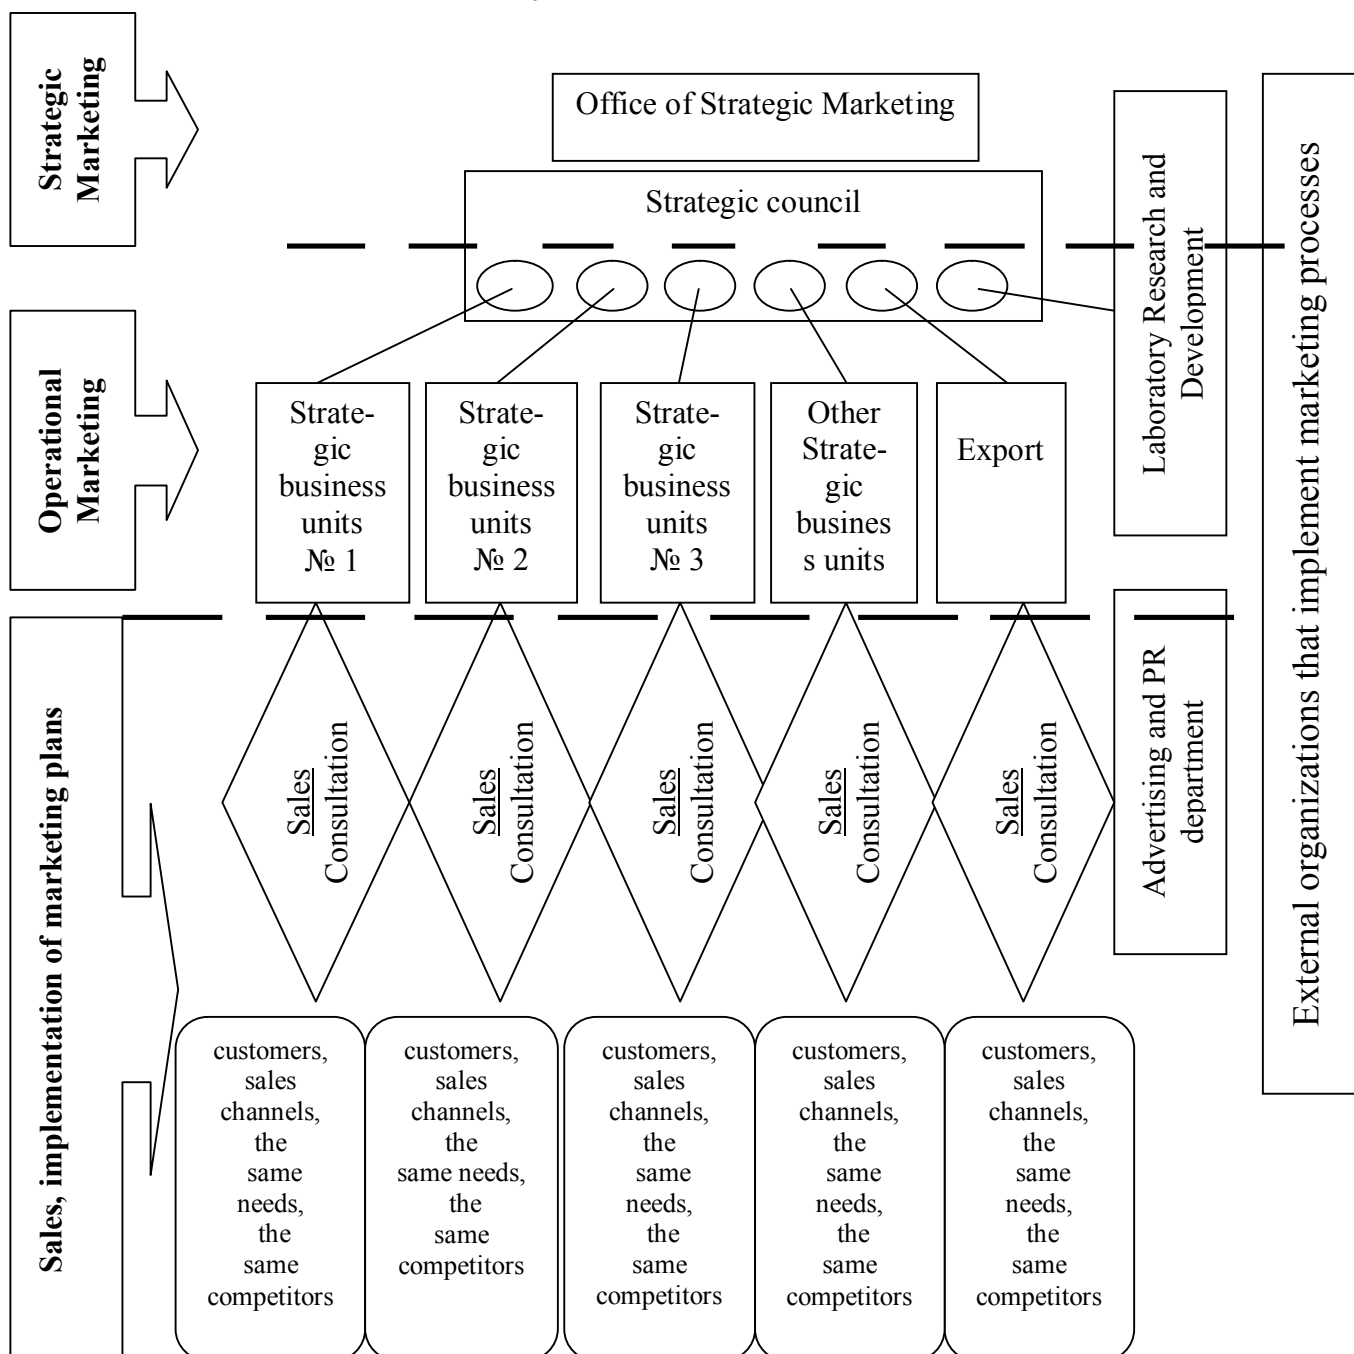 Strategic
Marketing
Office of Strategic Marketing
Strategic council
Laboratory Research and
Development
External organizations that implement marketing processes
Operational
Marketing
Strate-
gic
business
units
№ 1
Strate-
gic
business
units
№ 2
Strate-
gic
business
units
№ 3
Other
Strate-
gic
busines
s units
Export
Sales, implementation of marketing plans
Sales
Consultation
Sales
Consultation
Sales
Consultation
Sales
Consultation
Sales
Consultation
Advertising and PR
department
customers,
sales
channels,
the
same
needs,
the
same
competitors
customers,
sales
channels,
the
same needs,
the
same
competitors
customers,
sales
channels,
the
same
needs,
the
same
competitors
customers,
sales
channels,
the
same
needs,
the
same
competitors
customers,
sales
channels,
the
same
needs,
the
same
competitors